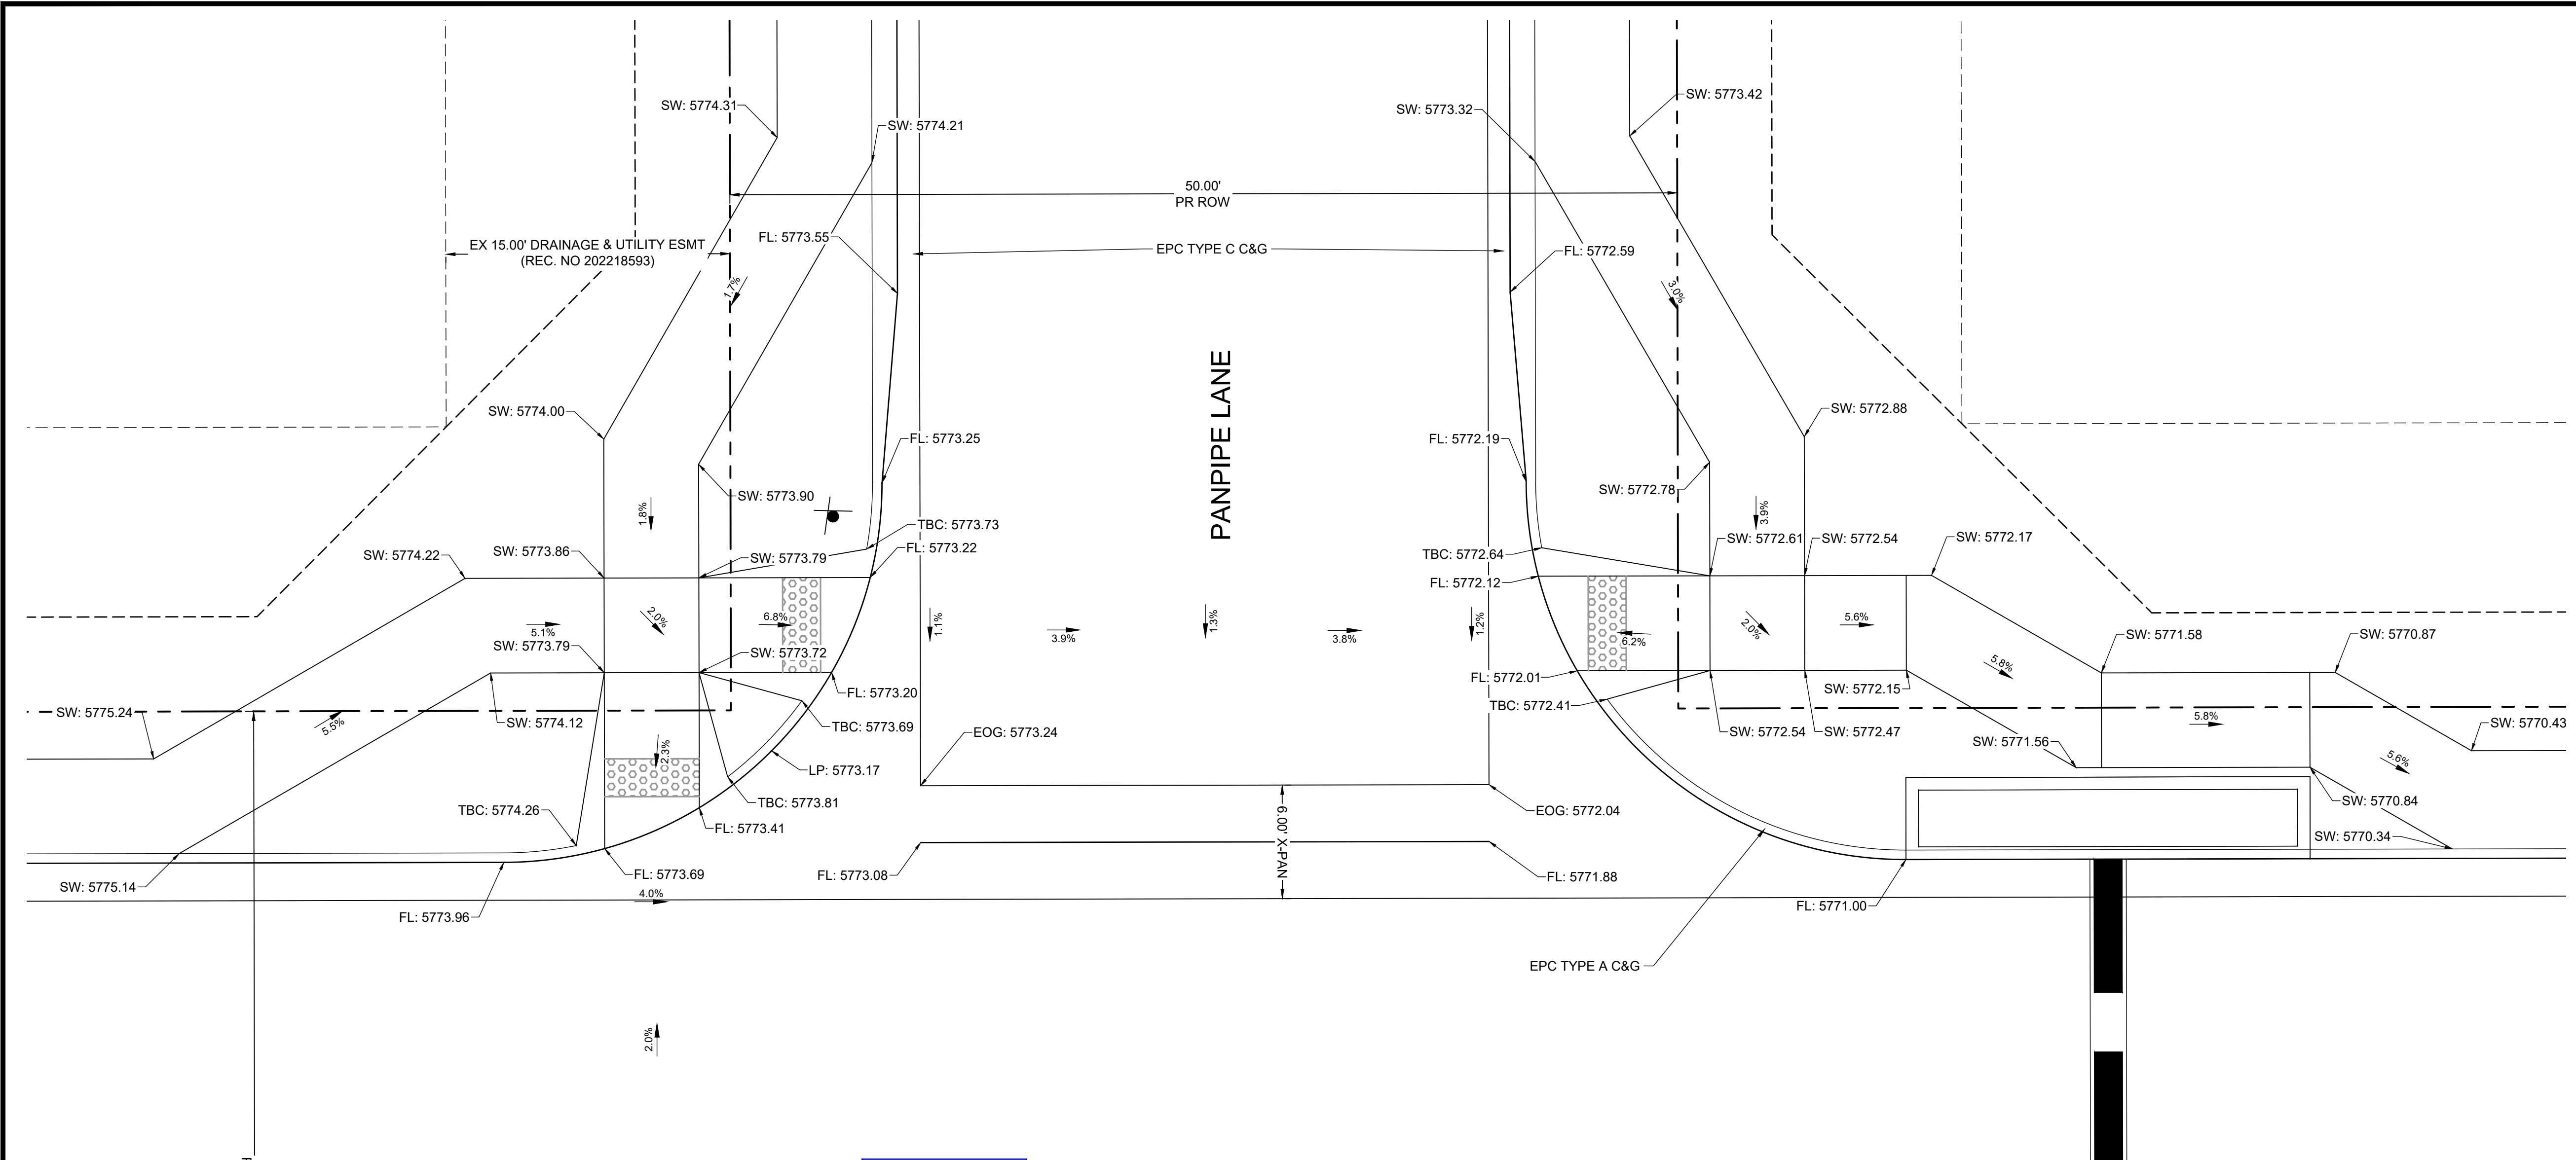 SW: 5774.31
SW: 5774.21
SW: 5773.32
SW: 5773.42
50.00'
PR ROW
EX 15.00' DRAINAGE & UTILITY ESMT
(REC. NO 202218593)
FL: 5773.55
EPC TYPE C C&G
FL: 5772.59
1.7%
3.0%
PANPIPE LANE
SW: 5774.00
FL: 5773.25
FL: 5772.19
SW: 5772.88
SW: 5773.90
SW: 5772.78
1.8%
3.9%
TBC: 5773.73
SW: 5774.22
SW: 5773.86
SW: 5773.79
FL: 5773.22
TBC: 5772.64
SW: 5772.61
SW: 5772.54
SW: 5772.17
FL: 5772.12
5.1%
2.0%
6.8%
1.1%
3.9%
1.3%
3.8%
1.2%
6.2%
2.0%
5.6%
SW: 5773.79
SW: 5773.72
SW: 5771.58
SW: 5770.87
5.8%
FL: 5773.20
FL: 5772.01
SW: 5772.15
SW: 5775.24
5.5%
SW: 5774.12
TBC: 5773.69
TBC: 5772.41
SW: 5772.54
SW: 5772.47
5.8%
SW: 5770.43
EOG: 5773.24
SW: 5771.56
2.3%
LP: 5773.17
5.6%
TBC: 5774.26
TBC: 5773.81
EOG: 5772.04
SW: 5770.84
FL: 5773.41
6.00' X-PAN
SW: 5770.34
SW: 5775.14
FL: 5773.69
FL: 5773.08
FL: 5771.88
4.0%
FL: 5773.96
FL: 5771.00
EPC TYPE A C&G
2.0%